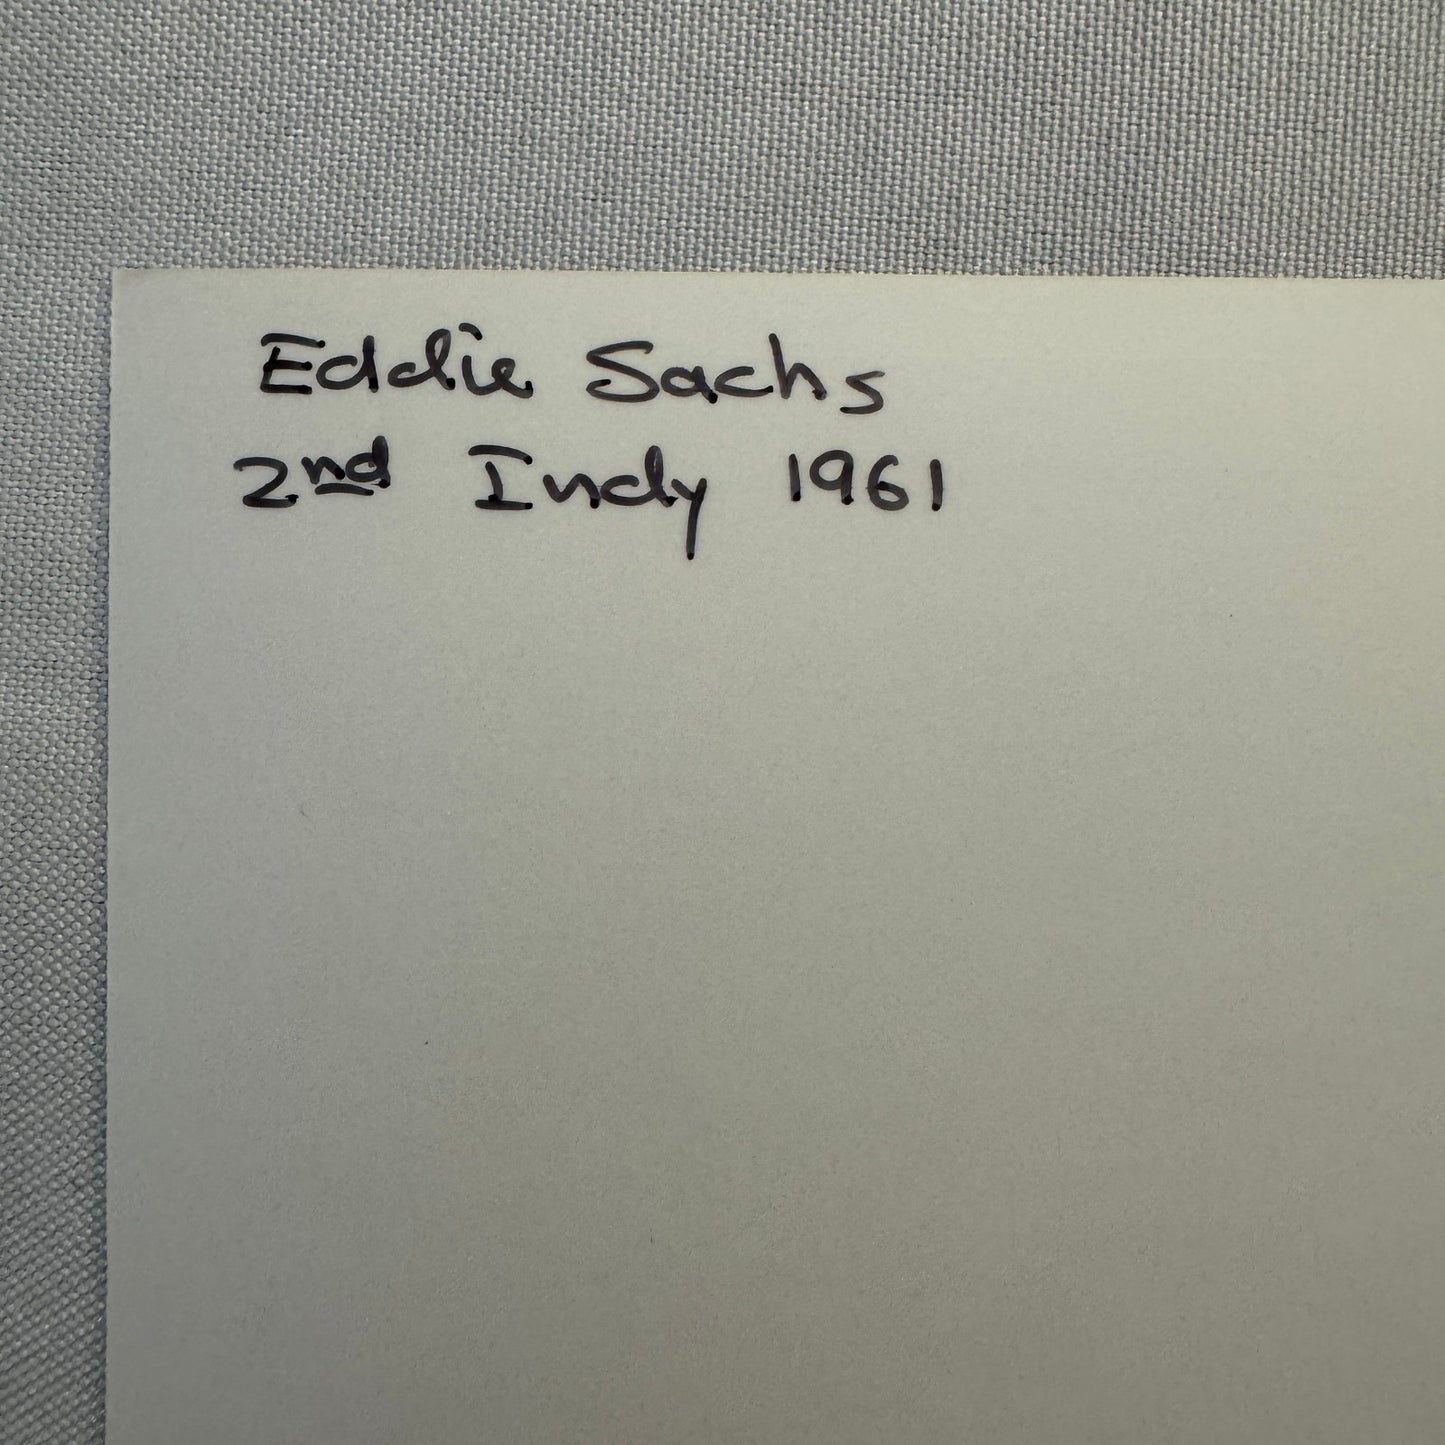 Eddie Sachs
2nd Indy 1961